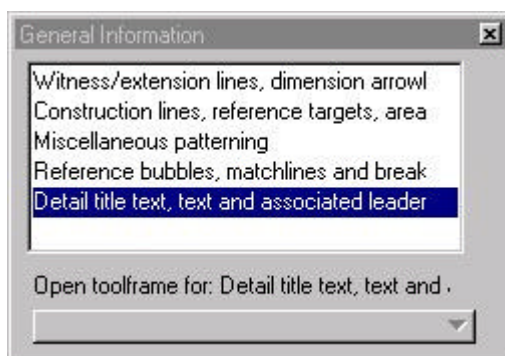 General Information
Witness/extension lines, dimension arrowl
Construction lines, reference targets, area
Miscellaneous patterning
Reference bubbles, matchlines and break
Detail title text, text and associated leader
Open toolframe for: Detail title text, text and